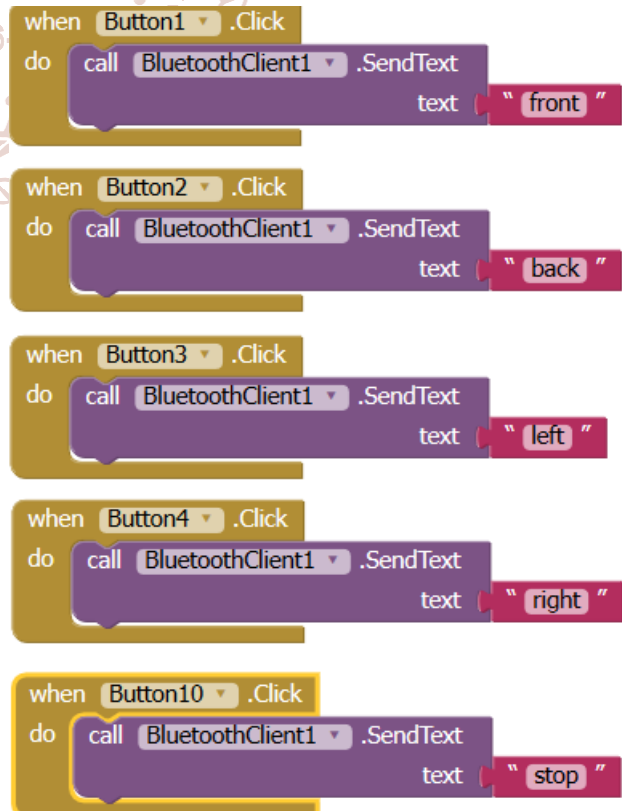 when Button1 .Click
do call BluetoothClient1 .SendText
text " front "
when Button2 .Click
do call BluetoothClient1 .SendText
text " back "
when Button3 .Click
do call BluetoothClient1 .SendText
text " left "
when Button4 .Click
do call BluetoothClient1 .SendText
text " right "
when Button10 .Click
do call BluetoothClient1 .SendText
text " stop "